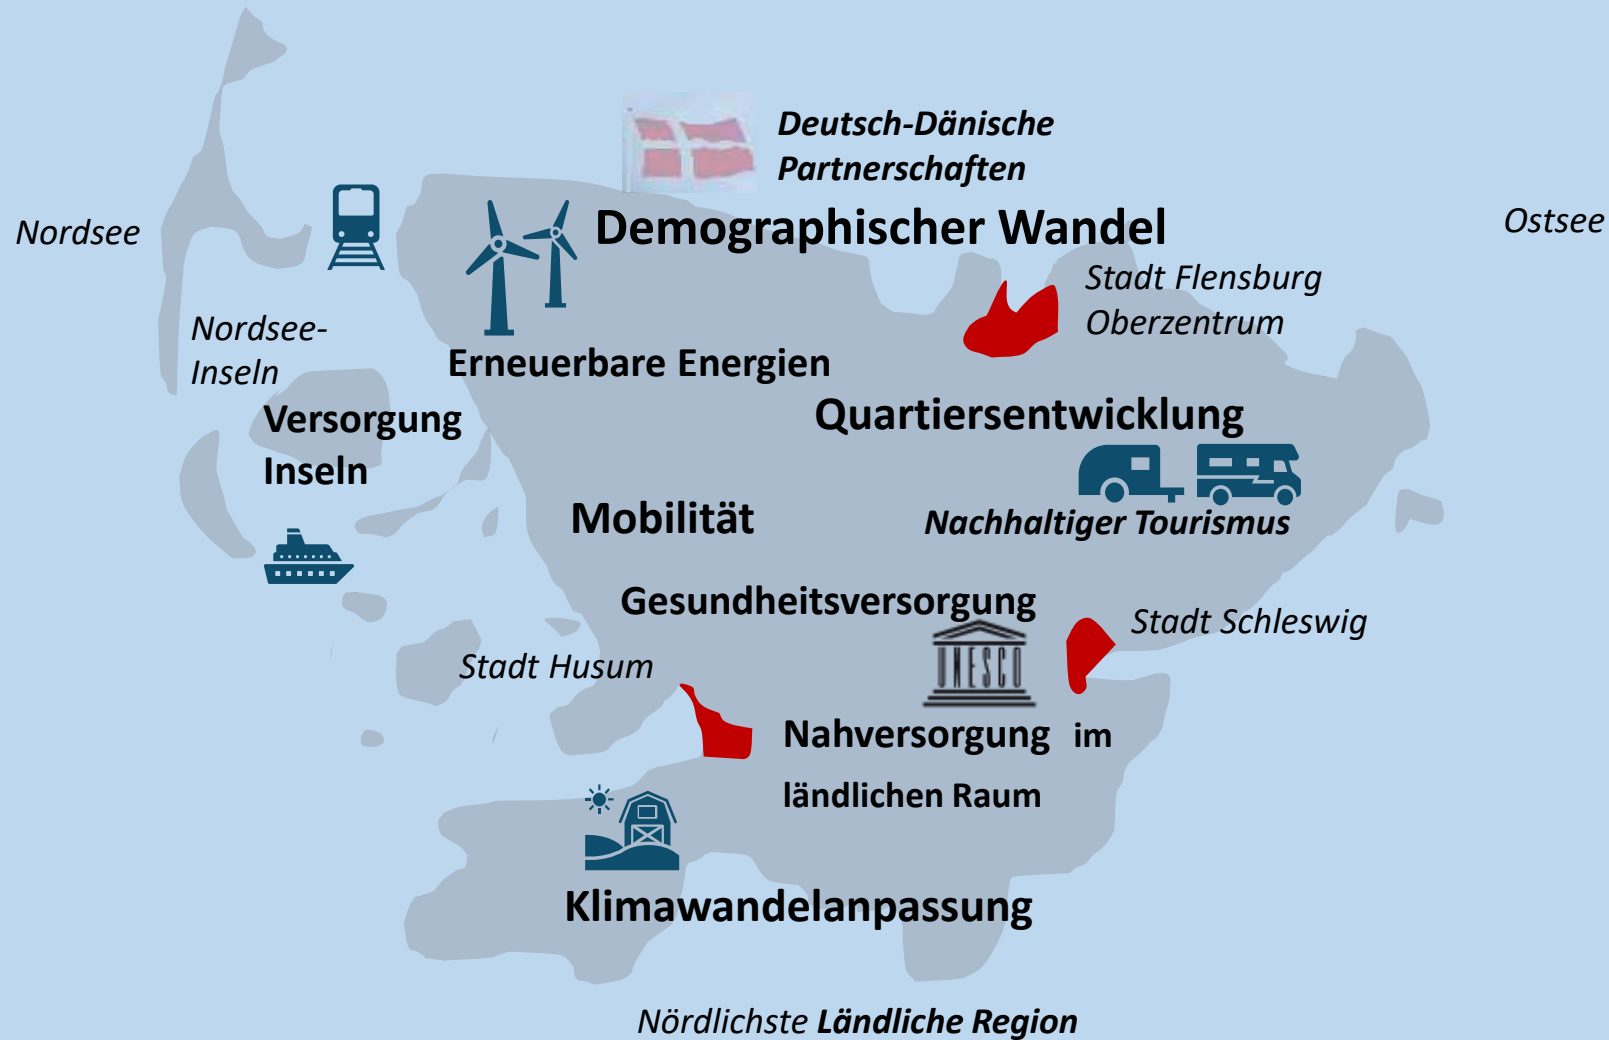 Deutsch-Dänische
Partnerschaften
Nordsee
Demographischer Wandel
Ostsee
Stadt Flensburg
Oberzentrum
Nordsee-
Inseln
Erneuerbare Energien
Versorgung
Inseln
Quartiersentwicklung
Mobilität
Nachhaltiger Tourismus
Gesundheitsversorgung
Stadt Schleswig
UNESCO
Stadt Husum
Nahversorgung im
ländlichen Raum
Klimawandelanpassung
Nördlichste Ländliche Region